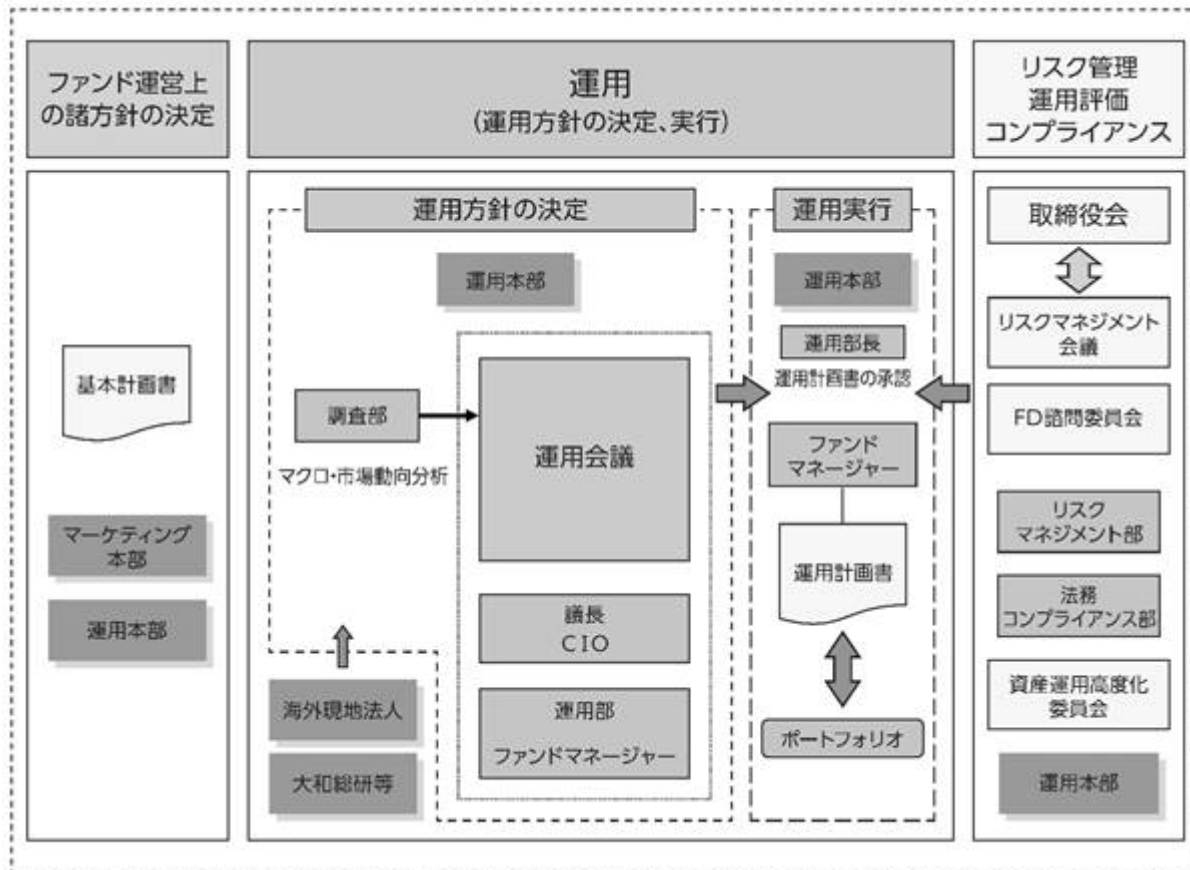 ファンド運営上
の諸方針の決定
運用
(運用方針の決定、実行)
リスク管理
運用評価
コンプライアンス
基本計画書
マーケティング
本部
運用本部
運用方針の決定
運用本部
調査部
マクロ・市場動向分析
運用会議
議長
CIO
運用部
ファンドマネージャー
海外現地法人
大和総研等
運用実行
運用本部
運用部長
運用計画書の承認
ファンド
マネージャー
運用計画書
ポートフォリオ
取締役会
リスクマネジメント
会議
FD諮問委員会
リスク
マネジメント部
法務
コンプライアンス部
資産運用高度化
委員会
運用本部